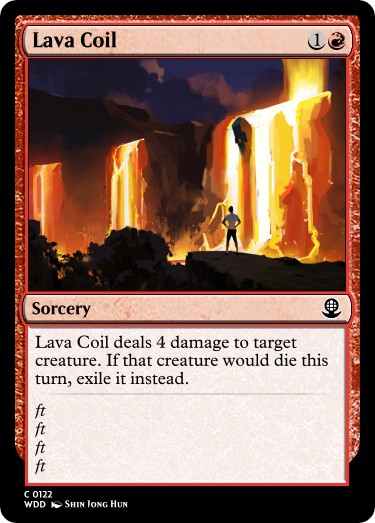 Lava Coil 1
Sorcery
Lava Coil deals 4 damage to target
creature. If that creature would die this
turn, exile it instead.
ft
ft
ft
ft
C 0122
WDD Shin Jong Hun